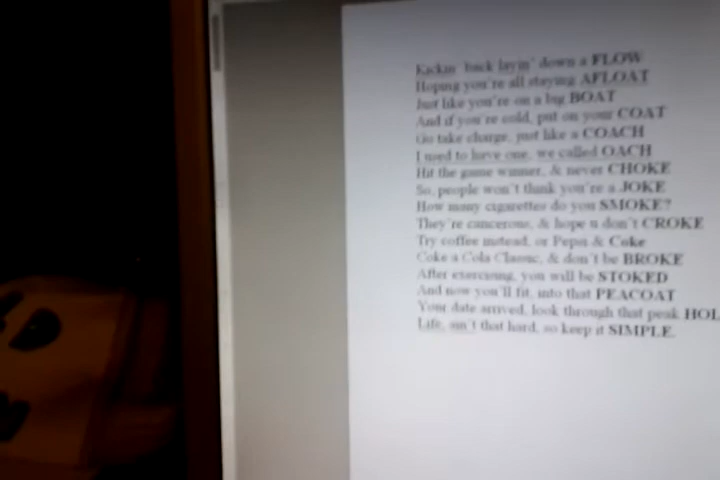 Kickin' back layin' down a FLOW
Hoping you're all staying AFLOAT
Just like you're on a big BOAT
And if you're cold, put on your COAT
Go take charge, just like a COACH
I used to have one, we called OACH
Hit the game winner, & never CHOKE
So, people won't think you're a JOKE
How many cigarettes do you SMOKE?
They're cancerous, & hope u don't CROKE
Try coffee instead, or Pepsi & Coke
Coke a Cola Classic, & don't be BROKE
After exercising, you will be STOKED
And now you'll fit, into that PEACOAT
Your date arrived, look through that peak HOL
Life, ain't that hard, so keep it SIMPLE.